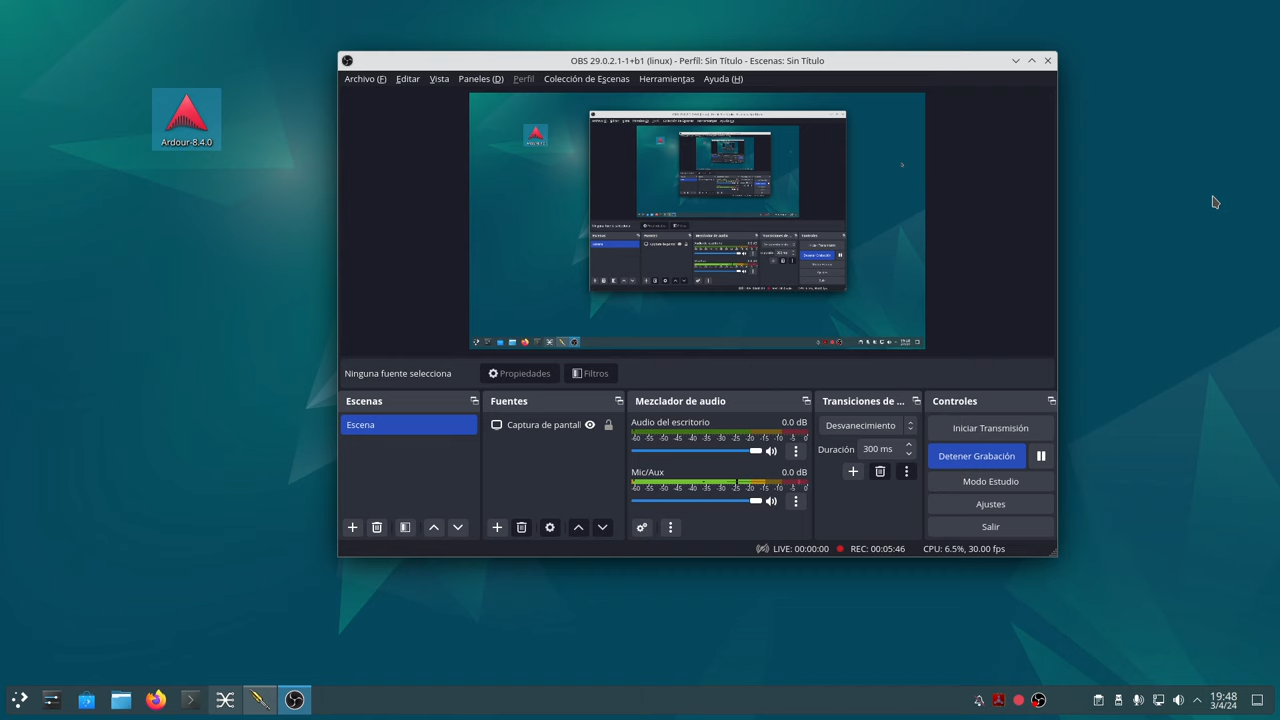 OBS 29.0.2.1-1+b1 (linux) - Perfil: Sin Título - Escenas: Sin Título
Archivo (F) Editar Vista Paneles (D) Perfil Colección de Escenas Herramientas Ayuda (H)
Ardour-8.4.0
Ninguna fuente selecciona Propiedades Filtros
Escenas
Escena
Fuentes
Captura de pantall
Mezclador de audio
Audio del escritorio 0.0 dB
-60 -55 -50 -45 -40 -35 -30 -25 -20 -15 -10 -5 0
Mic/Aux 0.0 dB
-60 -55 -50 -45 -40 -35 -30 -25 -20 -15 -10 -5 0
Transiciones de ...
Desvanecimiento
Duración 300 ms
Controles
Iniciar Transmisión
Detener Grabación
Modo Estudio
Ajustes
Salir
LIVE: 00:00:00 REC: 00:05:46 CPU: 6.5%, 30.00 fps
19:48
3/4/24